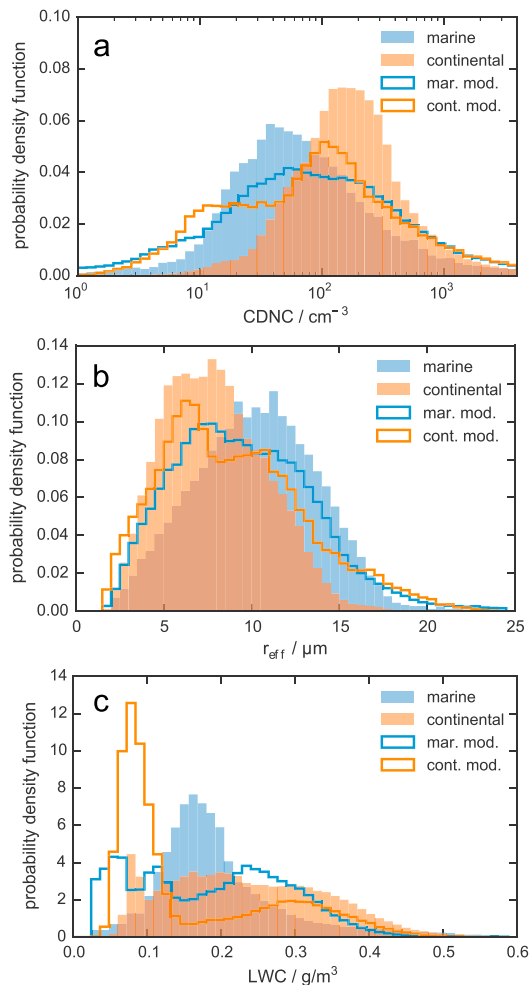 a
marine
continental
mar. mod.
cont. mod.
probability density function
0.10
0.08
0.06
0.04
0.02
0.00
10⁰ 10¹ 10² 10³
CDNC / cm⁻³
b
marine
continental
mar. mod.
cont. mod.
probability density function
0.14
0.12
0.10
0.08
0.06
0.04
0.02
0.00
0 5 10 15 20 25
r_eff / µm
c
marine
continental
mar. mod.
cont. mod.
probability density function
14
12
10
8
6
4
2
0
0.0 0.1 0.2 0.3 0.4 0.5 0.6
LWC / g/m³